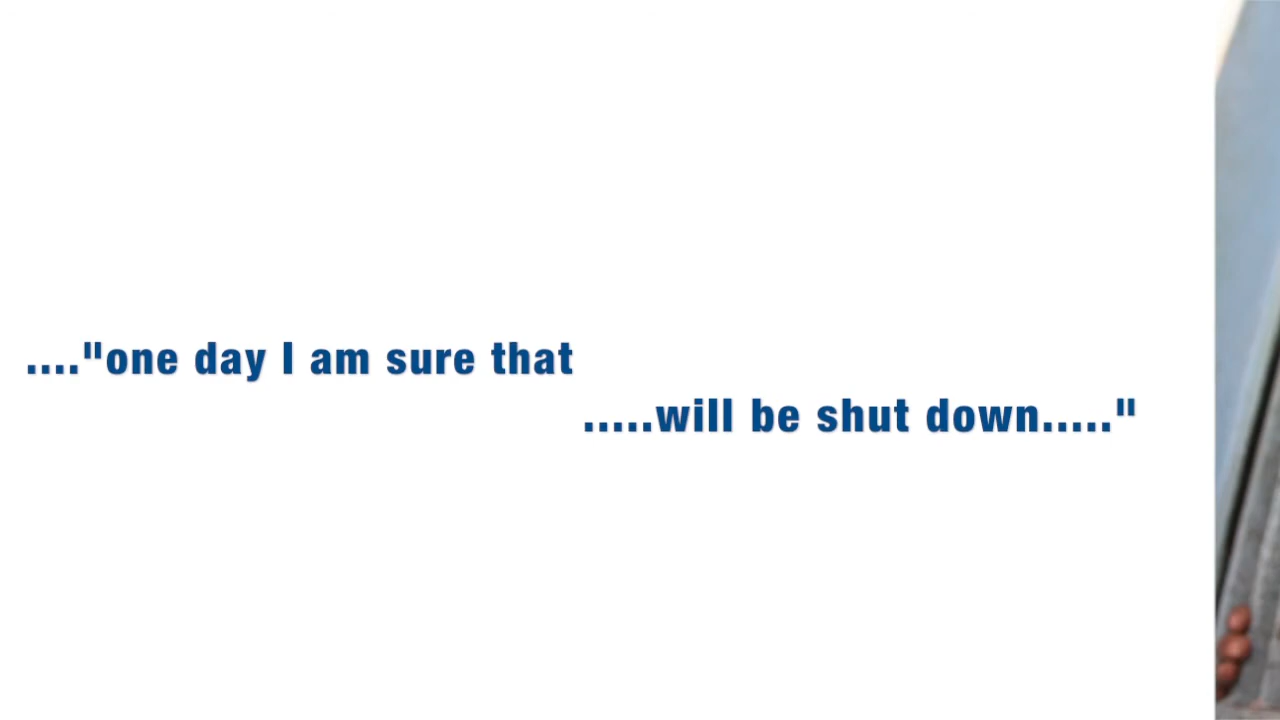 ...."one day I am sure that
.....will be shut down....."